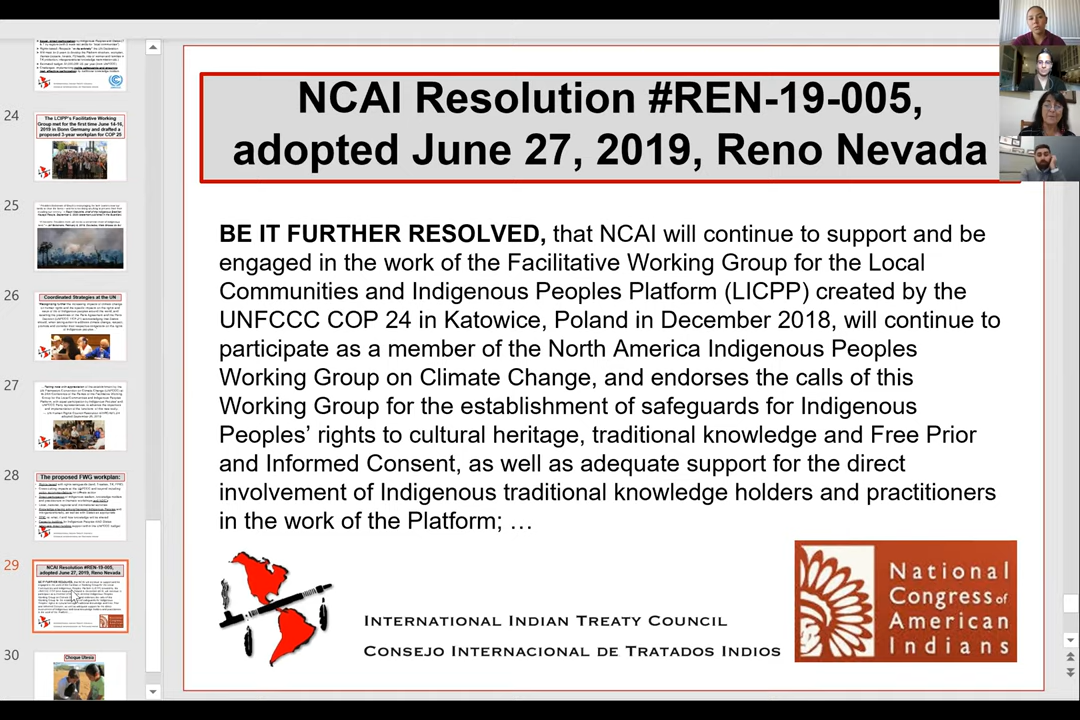 NCAI Resolution #REN-19-005,
adopted June 27, 2019, Reno Nevada
BE IT FURTHER RESOLVED, that NCAI will continue to support and be
engaged in the work of the Facilitative Working Group for the Local
Communities and Indigenous Peoples Platform (LICPP) created by the
UNFCCC COP 24 in Katowice, Poland in December 2018, will continue to
participate as a member of the North America Indigenous Peoples
Working Group on Climate Change, and endorses the calls of this
Working Group for the establishment of safeguards for Indigenous
Peoples’ rights to cultural heritage, traditional knowledge and Free Prior
and Informed Consent, as well as adequate support for the direct
involvement of Indigenous traditional knowledge holders and practitioners
in the work of the Platform; …
INTERNATIONAL INDIAN TREATY COUNCIL
CONSEJO INTERNACIONAL DE TRATADOS INDIOS
National
Congress of
American
Indians
24
The LCIPP's Facilitative Working
Group met for the first time June 14-16,
2019 in Bonn Germany and drafted a
proposed 3-year workplan for COP 25
25
26
Coordinated Strategies at the UN
27
28
The proposed FWG workplan:
29
NCAI Resolution #REN-19-005,
adopted June 27, 2019, Reno Nevada
30
Choque Utesia